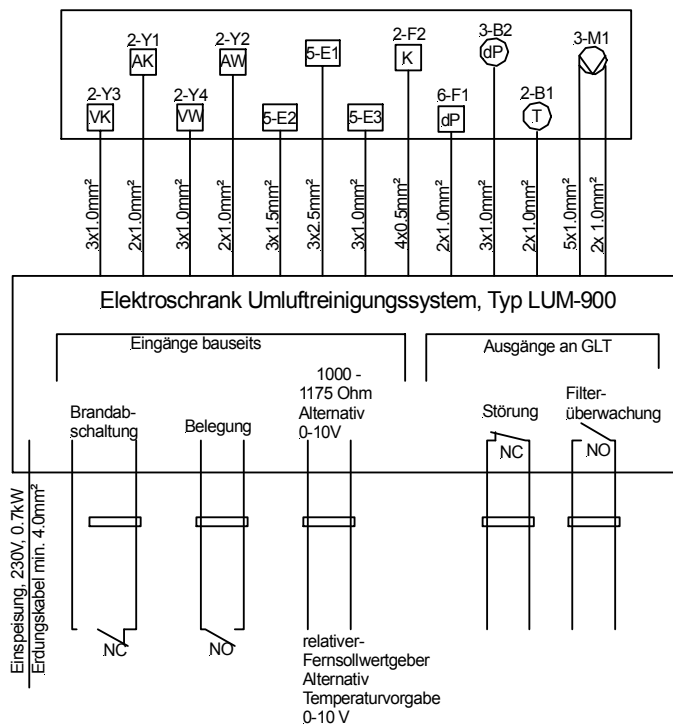 2-Y1
AK
2-Y2
AW
5-E1
2-F2
K
3-B2
dP
3-M1
2-Y3
VK
2-Y4
VW
5-E2
5-E3
6-F1
dP
2-B1
T
3x1.0mm²
2x1.0mm²
3x1.0mm²
2x1.0mm²
3x1.5mm²
3x2.5mm²
3x1.0mm²
4x0.5mm²
2x1.0mm²
3x1.0mm²
2x1.0mm²
5x1.0mm²
2x 1.0mm²
Elektroschrank Umluftreinigungssystem, Typ LUM-900
Eingänge bauseits
Ausgänge an GLT
Brandab-
schaltung
Belegung
1000 -
1175 Ohm
Alternativ
0-10V
Störung
NC
Filter-
überwachung
NO
Einspeisung, 230V, 0.7kW
Erdungskabel min. 4.0mm²
NC
NO
relativer-
Fernsollwertgeber
Alternativ
Temperaturvorgabe
0-10 V